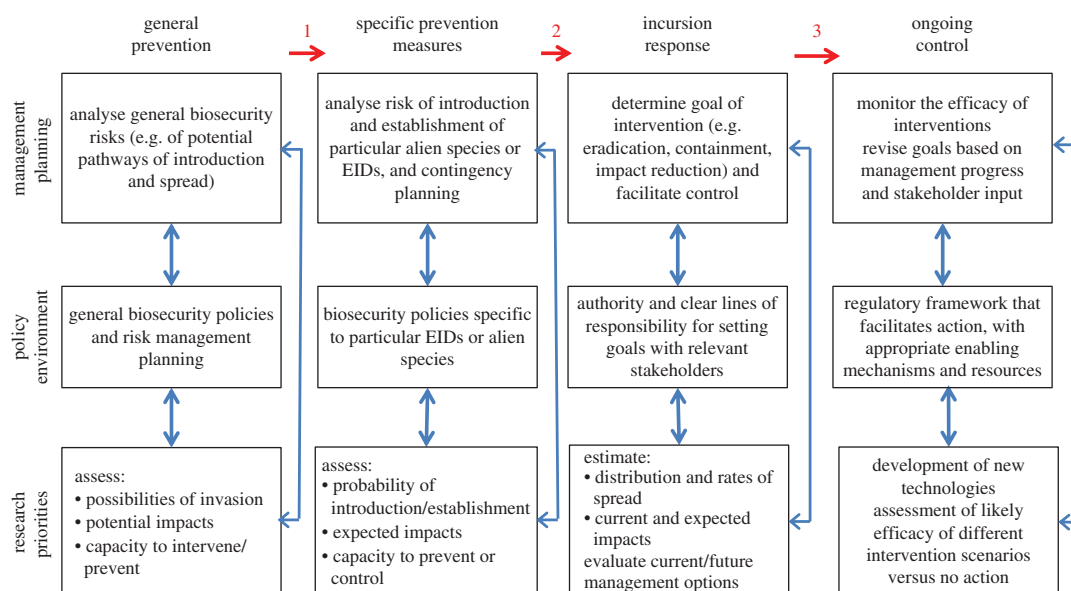 general
prevention
1
specific prevention
measures
2
incursion
response
3
ongoing
control
management
planning
analyse general biosecurity
risks (e.g. of potential
pathways of introduction
and spread)
analyse risk of introduction
and establishment of
particular alien species or
EIDs, and contingency
planning
determine goal of
intervention (e.g.
eradication, containment,
impact reduction) and
facilitate control
monitor the efficacy of
interventions
revise goals based on
management progress
and stakeholder input
policy
environment
general biosecurity policies
and risk management
planning
biosecurity policies specific
to particular EIDs or alien
species
authority and clear lines of
responsibility for setting
goals with relevant
stakeholders
regulatory framework that
facilitates action, with
appropriate enabling
mechanisms and resources
research
priorities
assess:
• possibilities of invasion
• potential impacts
• capacity to intervene/
prevent
assess:
• probability of
introduction/establishment
• expected impacts
• capacity to prevent or
control
estimate:
• distribution and rates of
spread
• current and expected
impacts
evaluate current/future
management options
development of new
technologies
assessment of likely
efficacy of different
intervention scenarios
versus no action